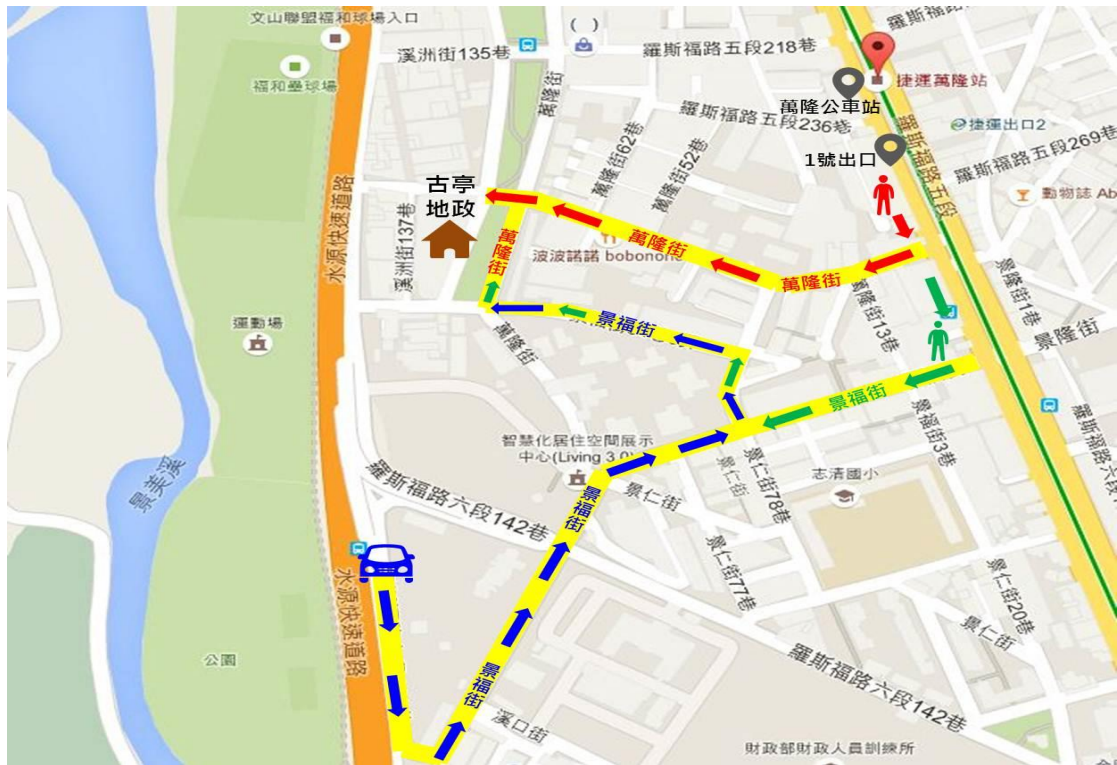 文山聯盟福和球場入口
福和壘球場
溪洲街135巷
( )
羅斯福路五段218巷
捷運萬隆站
萬隆公車站
萬隆街
羅斯福路五段236巷
羅斯福路五段
捷運出口2
羅斯福路五段269巷
1號出口
萬隆街62巷
萬隆街52巷
動物誌 Ab
古亭
地政
水源快速道路
溪洲街137巷
萬隆街
萬隆街
萬隆街
波波諾諾 bobonono
萬隆街13巷
景隆街1巷
景隆街
運動場
景福街
萬隆街
景福街
景福街3巷
羅斯福路六段
智慧化居住空間展示
中心(Living 3.0)
景仁街
景仁街
景仁街78巷
志清國小
景美溪
羅斯福路六段142巷
景福街
景仁街77巷
景仁街20巷
景仁街
水源快速道路
公園
景福街
溪口街
羅斯福路六段142巷
財政部財政人員訓練所